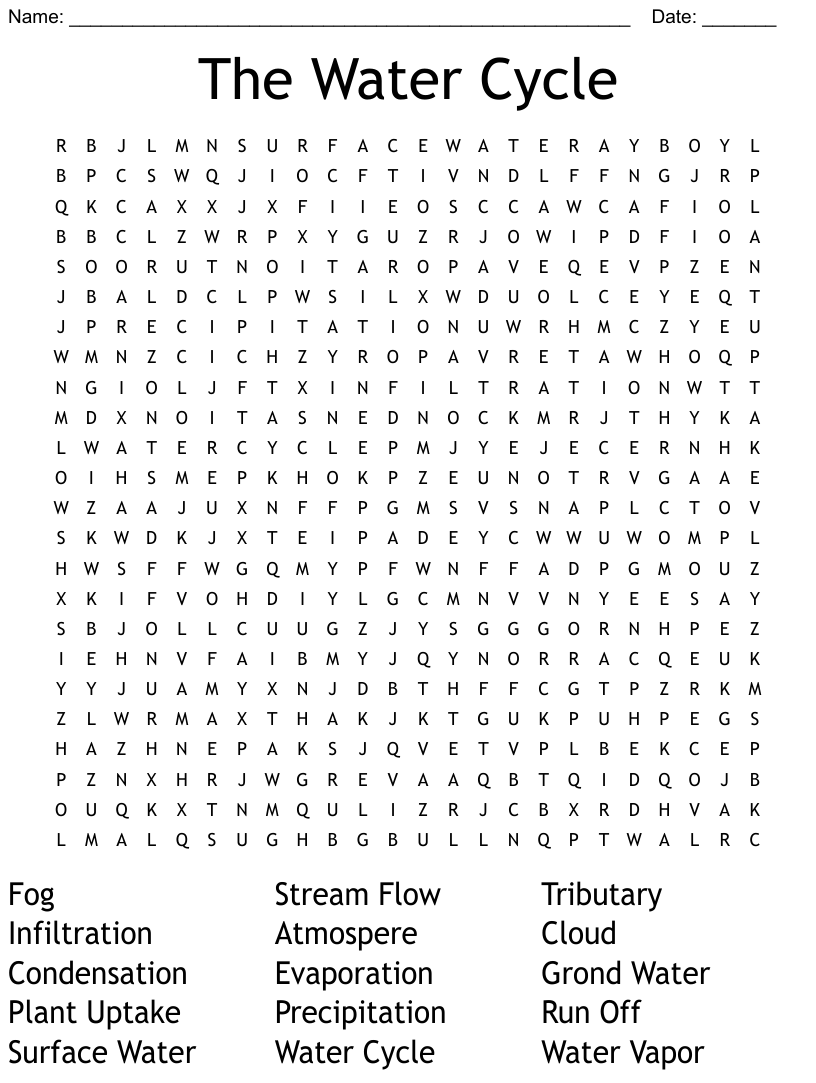 Name: ______________________________________________________ Date: _______
The Water Cycle
R B J L M N S U R F A C E W A T E R A Y B O Y L
B P C S W Q J I O C F T I V N D L F F N G J R P
Q K C A X X J X F I I E O S C C A W C A F I O L
B B C L Z W R P X Y G U Z R J O W I P D F I O A
S O O R U T N O I T A R O P A V E Q E V P Z E N
J B A L D C L P W S I L X W D U O L C E Y E Q T
J P R E C I P I T A T I O N U W R H M C Z Y E U
W M N Z C I C H Z Y R O P A V R E T A W H O Q P
N G I O L J F T X I N F I L T R A T I O N W T T
M D X N O I T A S N E D N O C K M R J T H Y K A
L W A T E R C Y C L E P M J Y E J E C E R N H K
O I H S M E P K H O K P Z E U N O T R V G A A E
W Z A A J U X N F F P G M S V S N A P L C T O V
S K W D K J X T E I P A D E Y C W W U W O M P L
H W S F F W G Q M Y P F W N F F A D P G M O U Z
X K I F V O H D I Y L G C M N V V N Y E E S A Y
S B J O L L C U U G Z J Y S G G G O R N H P E Z
I E H N V F A I B M Y J Q Y N O R R A C Q E U K
Y Y J U A M Y X N J D B T H F F C G T P Z R K M
Z L W R M A X T H A K J K T G U K P U H P E G S
H A Z H N E P A K S J Q V E T V P L B E K C E P
P Z N X H R J W G R E V A A Q B T Q I D Q O J B
O U Q K X T N M Q U L I Z R J C B X R D H V A K
L M A L Q S U G H B G B U L L N Q P T W A L R C
Fog Stream Flow Tributary
Infiltration Atmospere Cloud
Condensation Evaporation Grond Water
Plant Uptake Precipitation Run Off
Surface Water Water Cycle Water Vapor